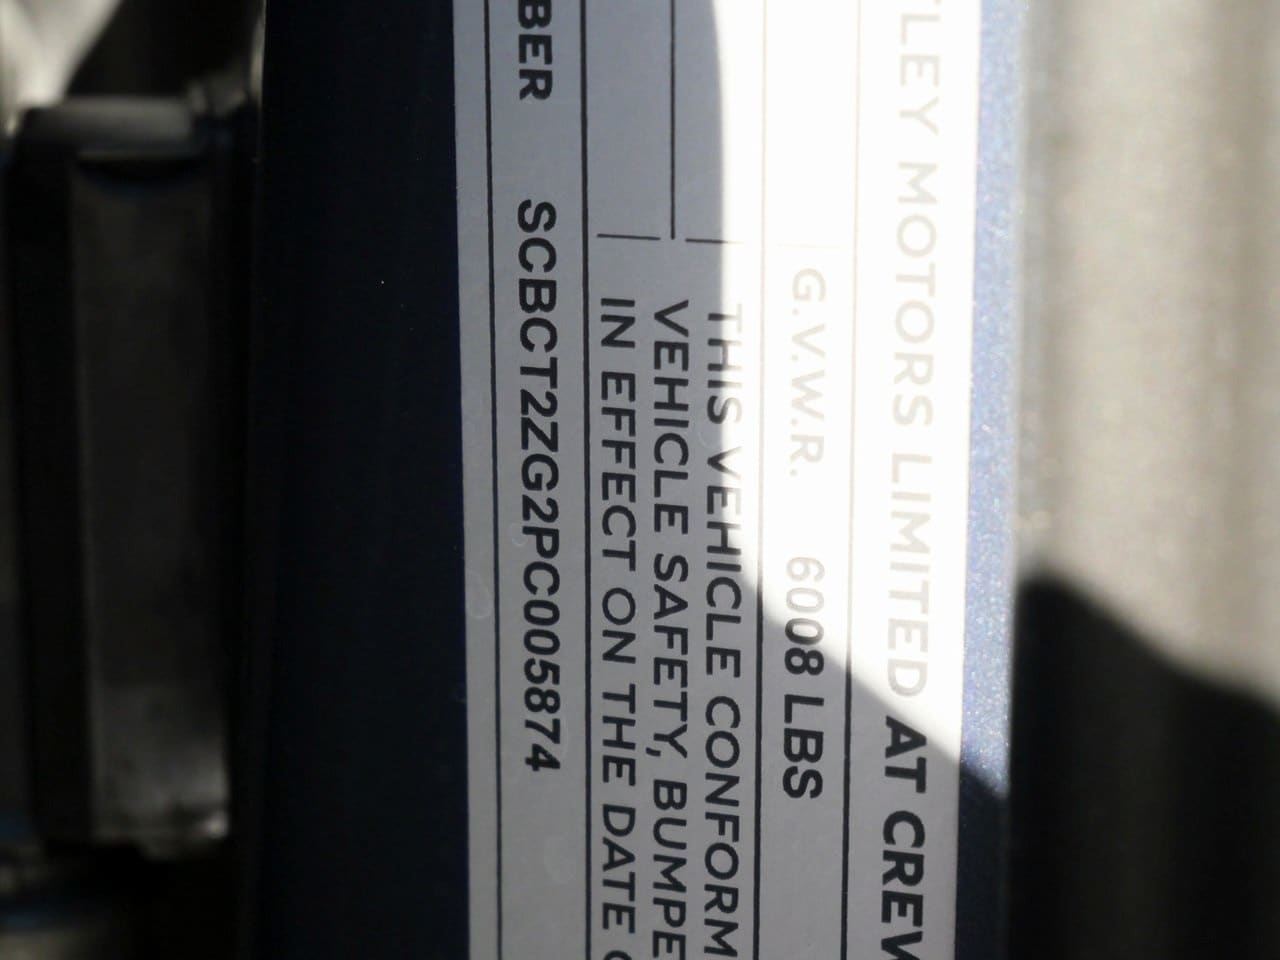 TLEY MOTORS LIMITED AT CREW
G.V.W.R. 6008 LBS
THIS VEHICLE CONFORM
VEHICLE SAFETY, BUMPE
IN EFFECT ON THE DATE
BER SCBCT2ZG2PC005874